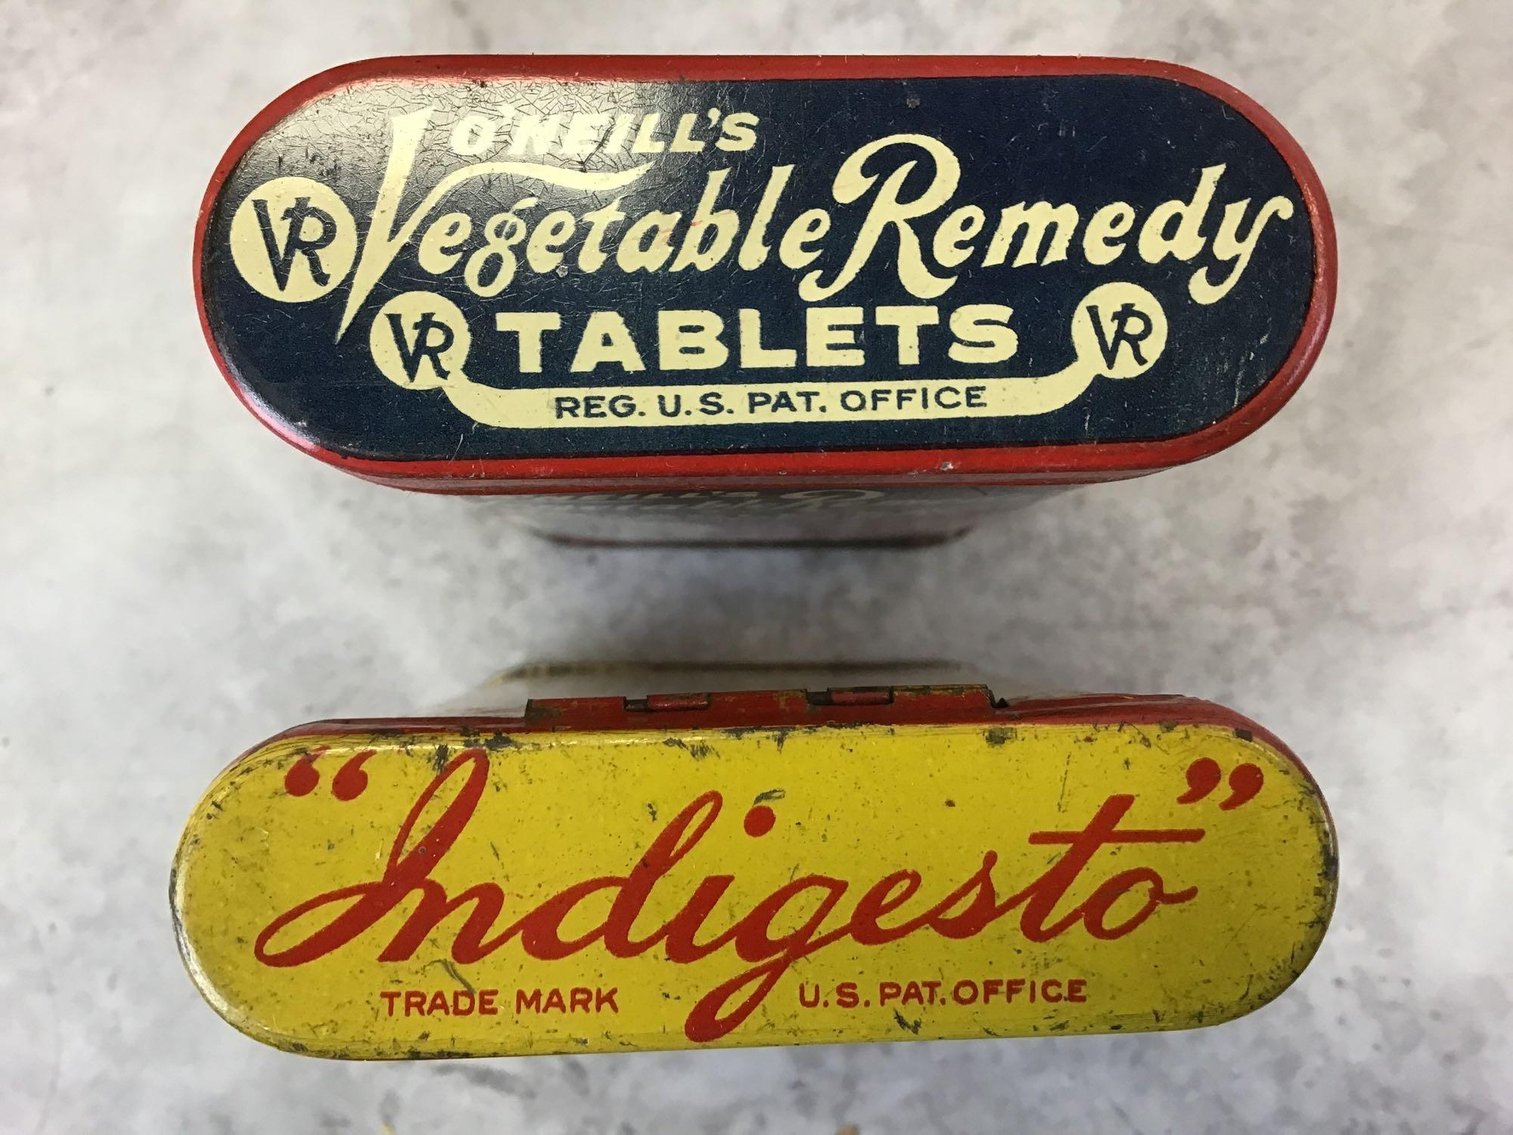 O'NEILL'S
VR Vegetable Remedy
VR TABLETS VR
REG. U.S. PAT. OFFICE
"Indigesto"
TRADE MARK U.S. PAT. OFFICE